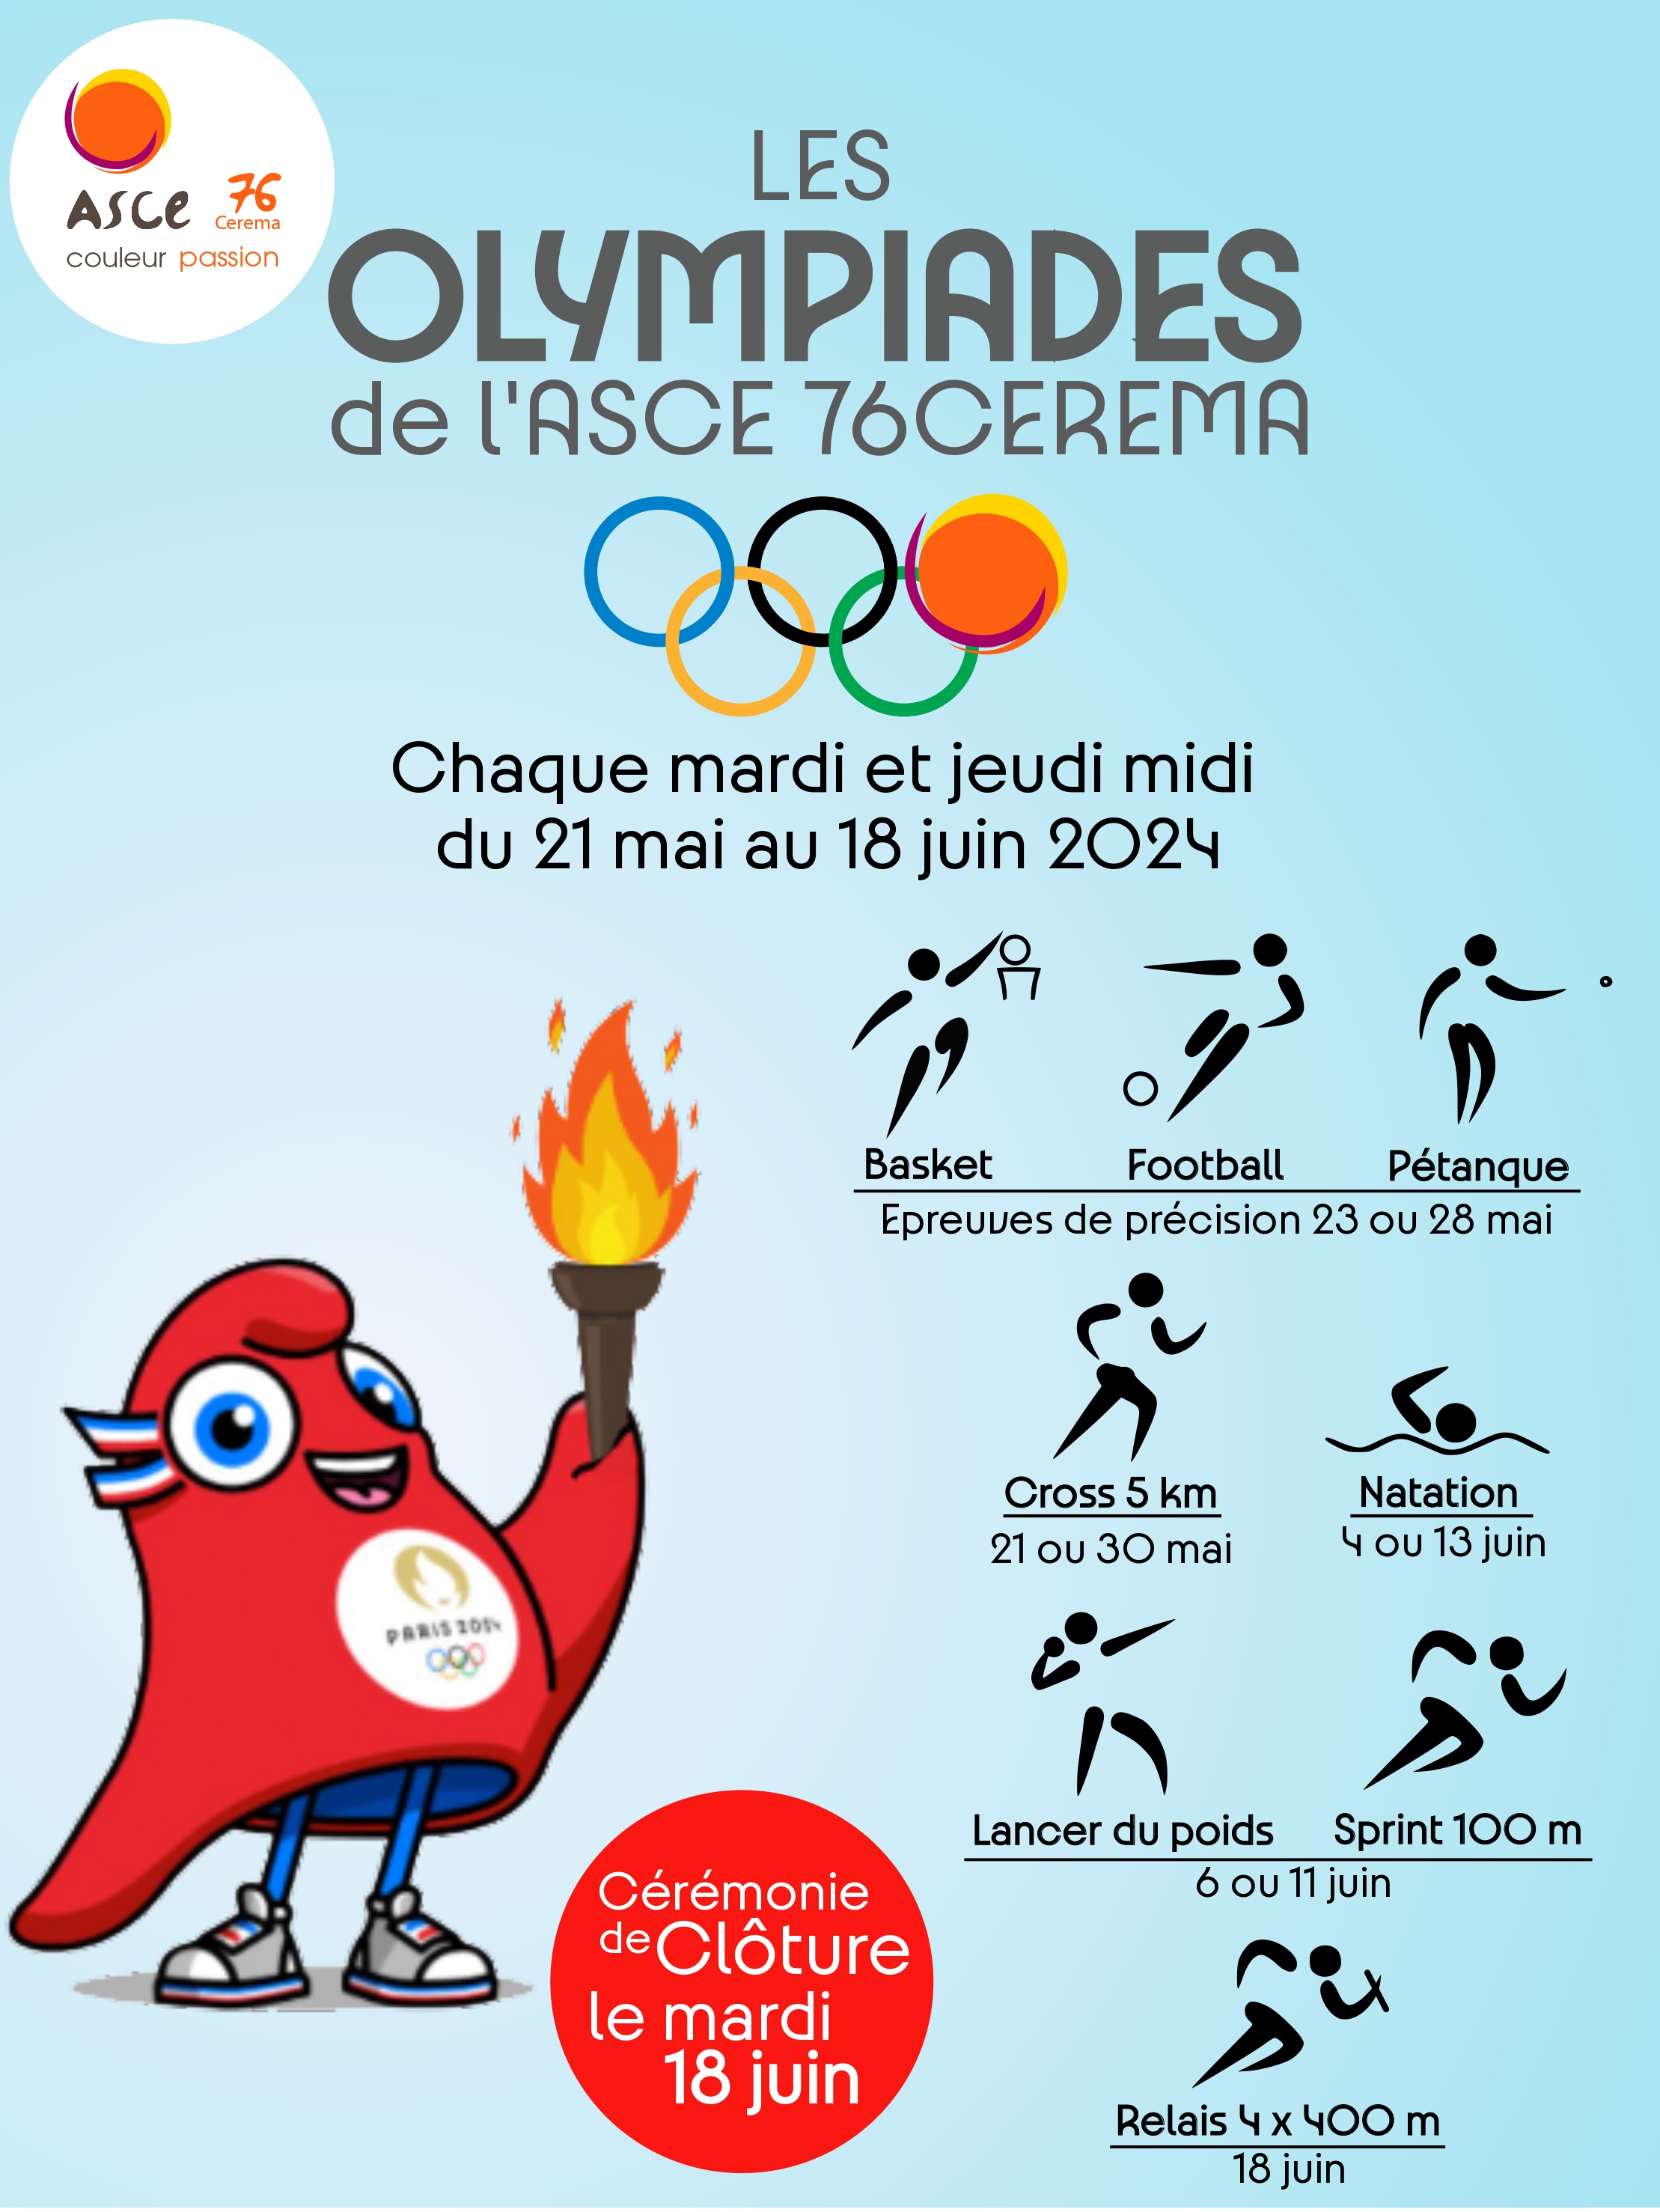 Asce 76
Cerema
couleur passion
LES
OLYMPIADES
de l'ASCE 76CEREMA
Chaque mardi et jeudi midi
du 21 mai au 18 juin 2024
Basket Football Pétanque
Epreuves de précision 23 ou 28 mai
Cross 5 km Natation
21 ou 30 mai 4 ou 13 juin
PARIS 2024
Lancer du poids Sprint 100 m
6 ou 11 juin
Cérémonie
de Clôture
le mardi
18 juin
Relais 4 x 400 m
18 juin